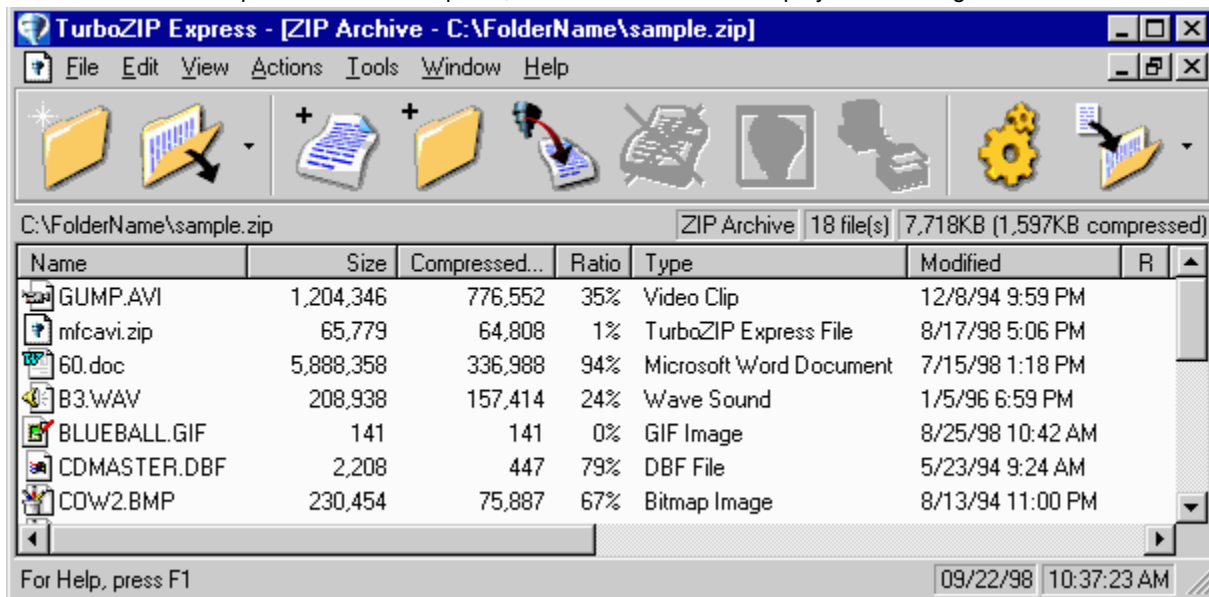 TurboZIP Express - [ZIP Archive - C:\FolderName\sample.zip]
File Edit View Actions Tools Window Help
C:\FolderName\sample.zip ZIP Archive 18 file(s) 7,718KB (1,597KB compressed)
Name Size Compressed... Ratio Type Modified R
GUMP.AVI 1,204,346 776,552 35% Video Clip 12/8/94 9:59 PM
mfcavi.zip 65,779 64,808 1% TurboZIP Express File 8/17/98 5:06 PM
60.doc 5,888,358 336,988 94% Microsoft Word Document 7/15/98 1:18 PM
B3.WAV 208,938 157,414 24% Wave Sound 1/5/96 6:59 PM
BLUEBALL.GIF 141 141 0% GIF Image 8/25/98 10:42 AM
CDMASTER.DBF 2,208 447 79% DBF File 5/23/94 9:24 AM
COW2.BMP 230,454 75,887 67% Bitmap Image 8/13/94 11:00 PM
For Help, press F1 09/22/98 10:37:23 AM